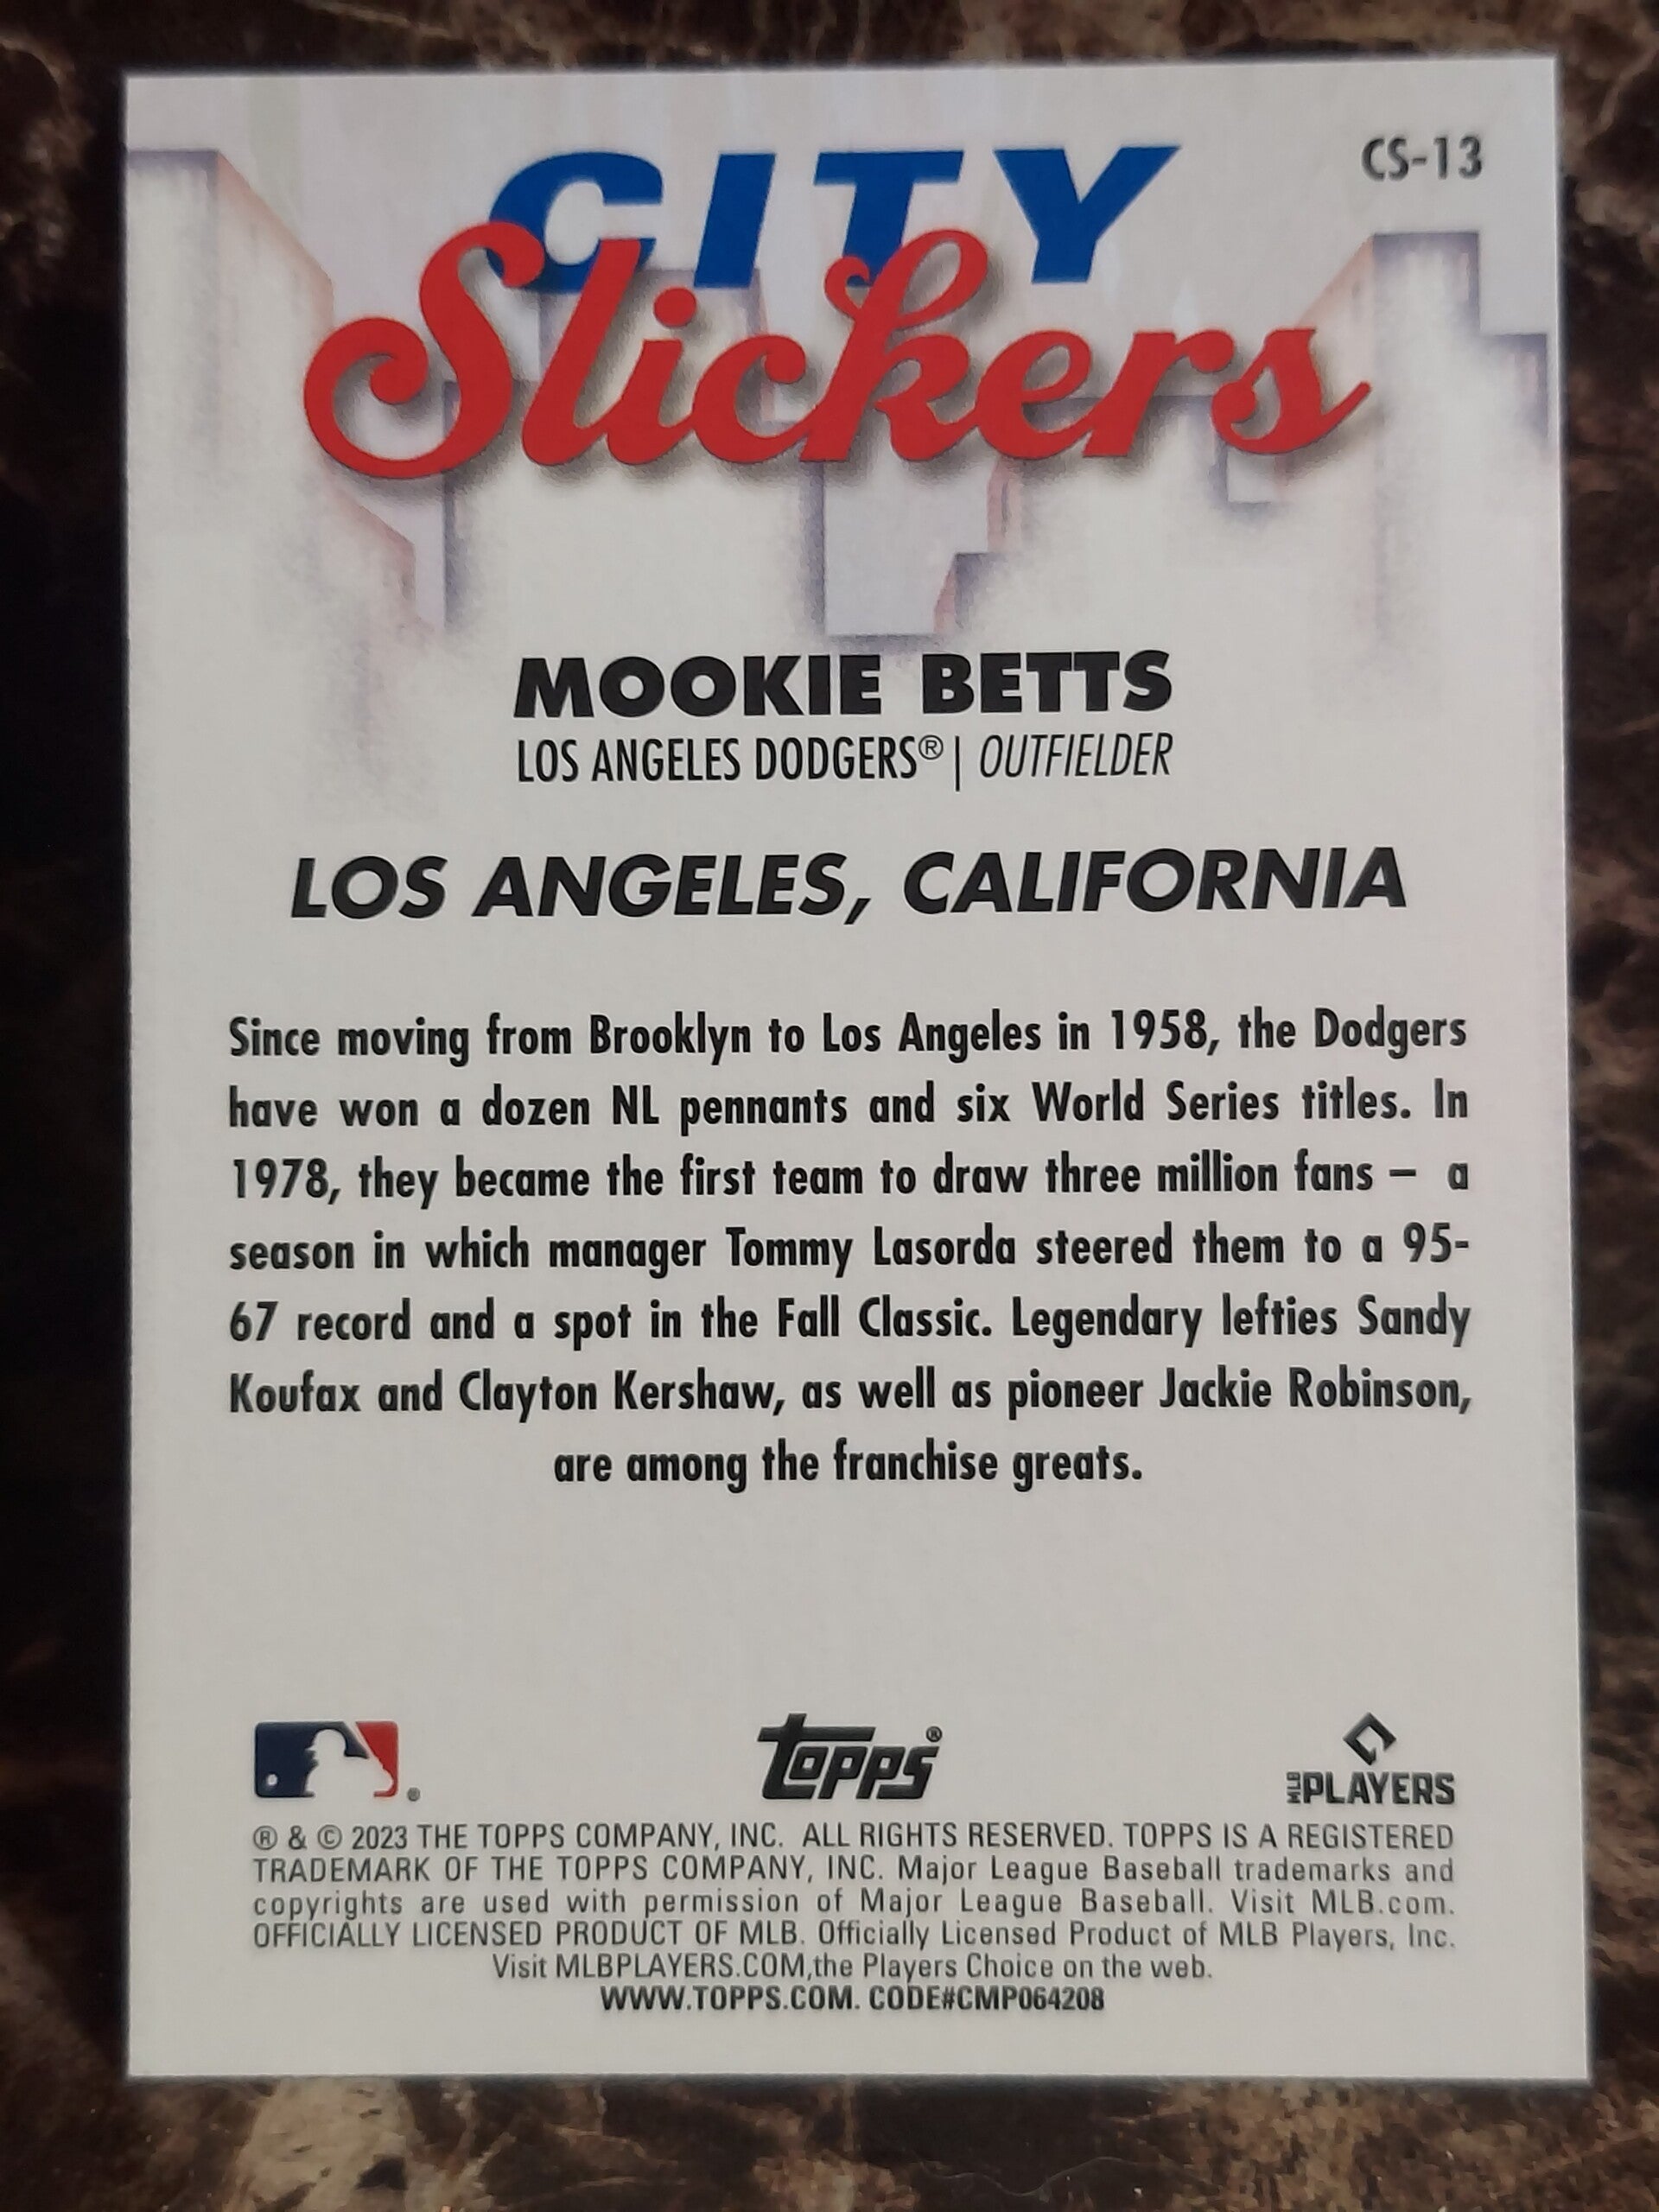 CS-13
CITY
Slickers
MOOKIE BETTS
LOS ANGELES DODGERS® | OUTFIELDER
LOS ANGELES, CALIFORNIA
Since moving from Brooklyn to Los Angeles in 1958, the Dodgers
have won a dozen NL pennants and six World Series titles. In
1978, they became the first team to draw three million fans – a
season in which manager Tommy Lasorda steered them to a 95-
67 record and a spot in the Fall Classic. Legendary lefties Sandy
Koufax and Clayton Kershaw, as well as pioneer Jackie Robinson,
are among the franchise greats.
®
topps®
MLB PLAYERS
® & © 2023 THE TOPPS COMPANY, INC. ALL RIGHTS RESERVED. TOPPS IS A REGISTERED
TRADEMARK OF THE TOPPS COMPANY, INC. Major League Baseball trademarks and
copyrights are used with permission of Major League Baseball. Visit MLB.com.
OFFICIALLY LICENSED PRODUCT OF MLB. Officially Licensed Product of MLB Players, Inc.
Visit MLBPLAYERS.COM,the Players Choice on the web.
WWW.TOPPS.COM. CODE#CMP064208